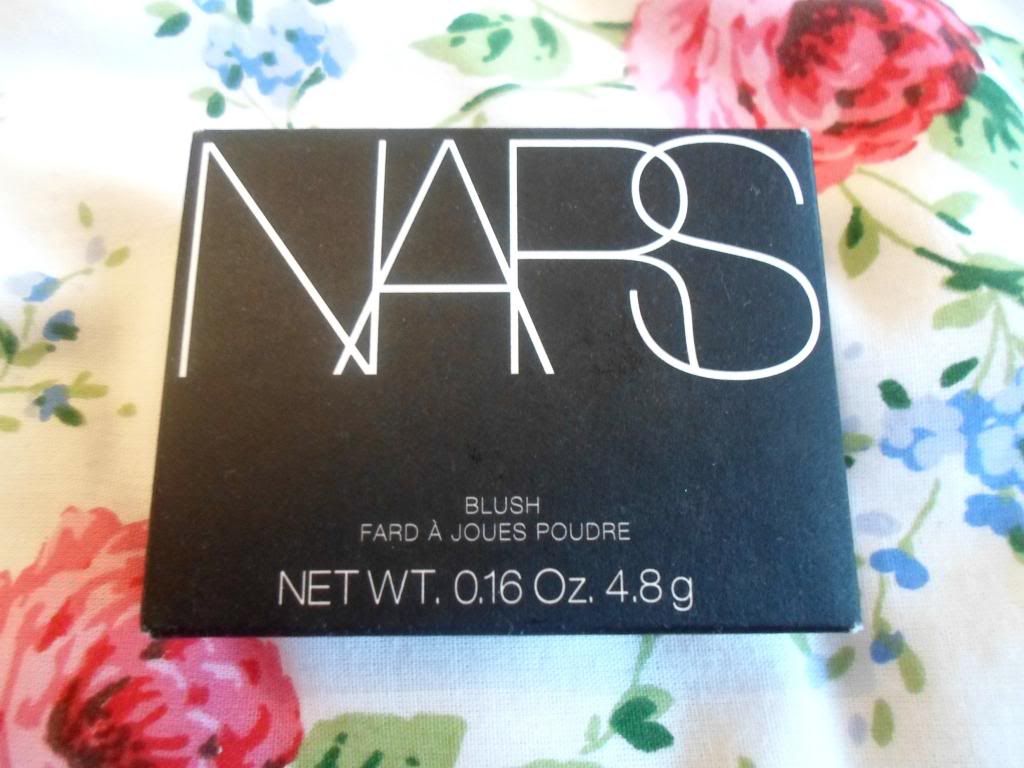 NARS
BLUSH
FARD À JOUES POUDRE
NET WT. 0.16 Oz. 4.8 g